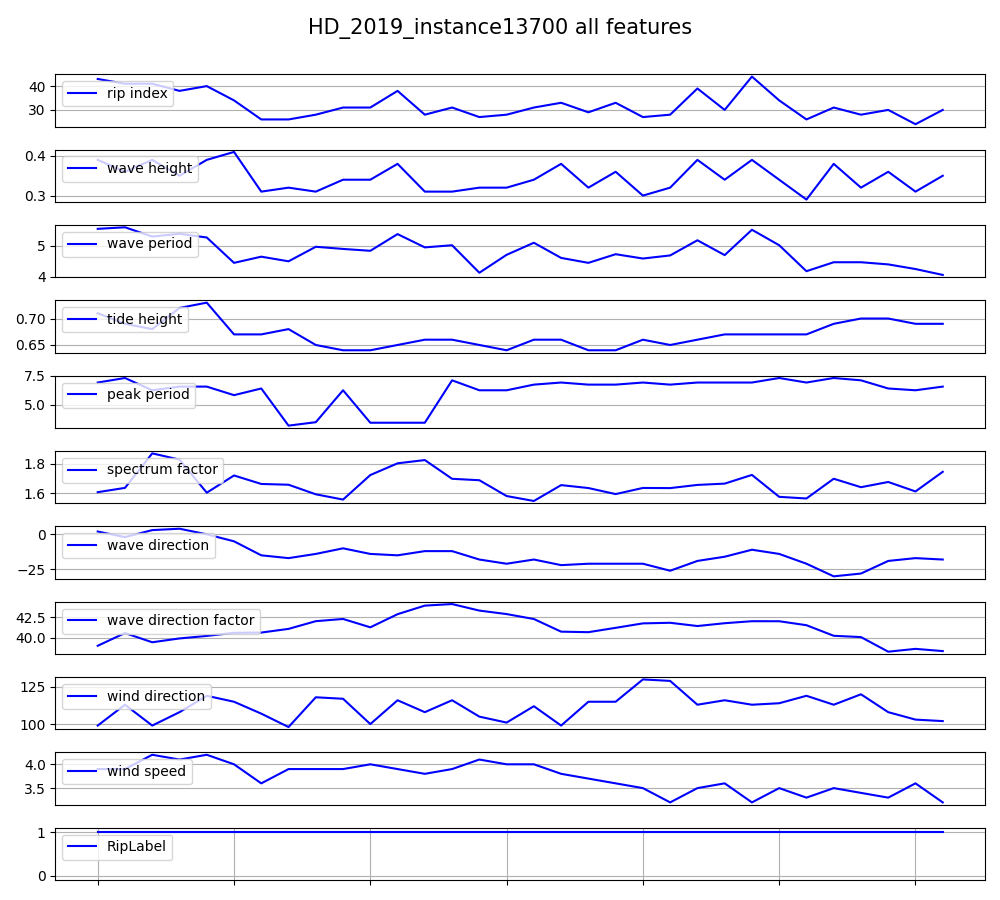 HD_2019_instance13700 all features
40
30
rip index
0.4
0.3
wave height
5
4
wave period
0.70
0.65
tide height
7.5
5.0
peak period
1.8
1.6
spectrum factor
0
−25
wave direction
42.5
40.0
wave direction factor
125
100
wind direction
4.0
3.5
wind speed
1
0
RipLabel